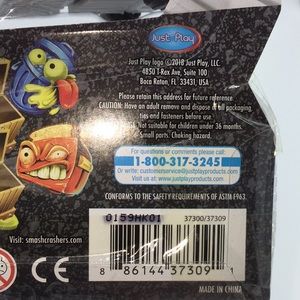 Just Play
Just Play logo ©2018 Just Play, LLC.
4850 T-Rex Ave, Suite 100
Boca Raton, FL 33431, USA
Please retain this address for future reference.
CAUTION: Have an adult remove and dispose of all packaging
ties and fasteners before use.
Not suitable for children under 36 months.
Small parts. Choking hazard.
For questions or comments please call:
1-800-317-3245
Or write: customerservice@justplayproducts.com
Visit us at: www.justplayproducts.com
CONFORMS TO THE SAFETY REQUIREMENTS OF ASTM F963.
0159HK01
37300/37309
Visit: smashcrashers.com
CE
8 86144 37309 1
MADE IN CHINA